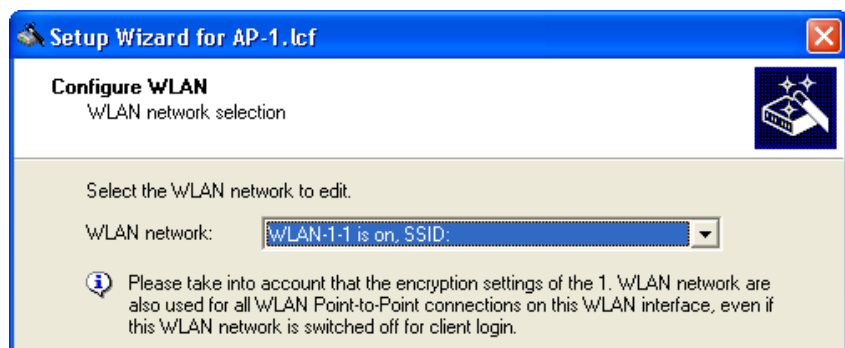 Setup Wizard for AP-1.lcf
Configure WLAN
WLAN network selection
Select the WLAN network to edit.
WLAN network: WLAN-1-1 is on, SSID:
Please take into account that the encryption settings of the 1. WLAN network are
also used for all WLAN Point-to-Point connections on this WLAN interface, even if
this WLAN network is switched off for client login.